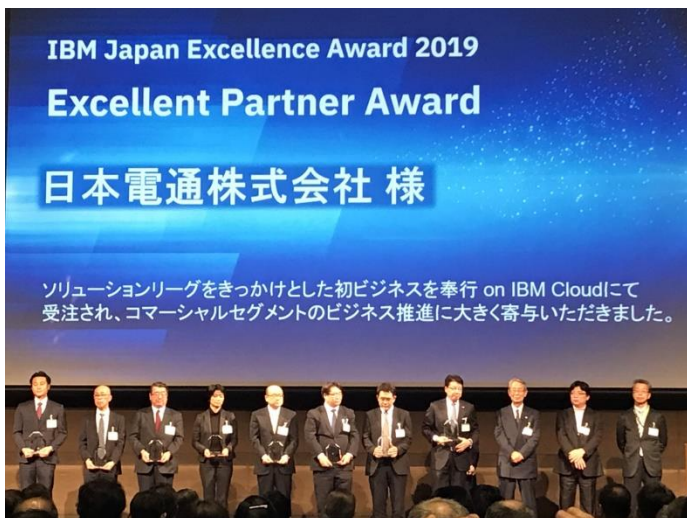 IBM Japan Excellence Award 2019
Excellent Partner Award
日本電通株式会社 様
ソリューションリーグをきっかけとした初ビジネスを奉行 on IBM Cloudにて
受注され、コマーシャルセグメントのビジネス推進に大きく寄与いただきました。